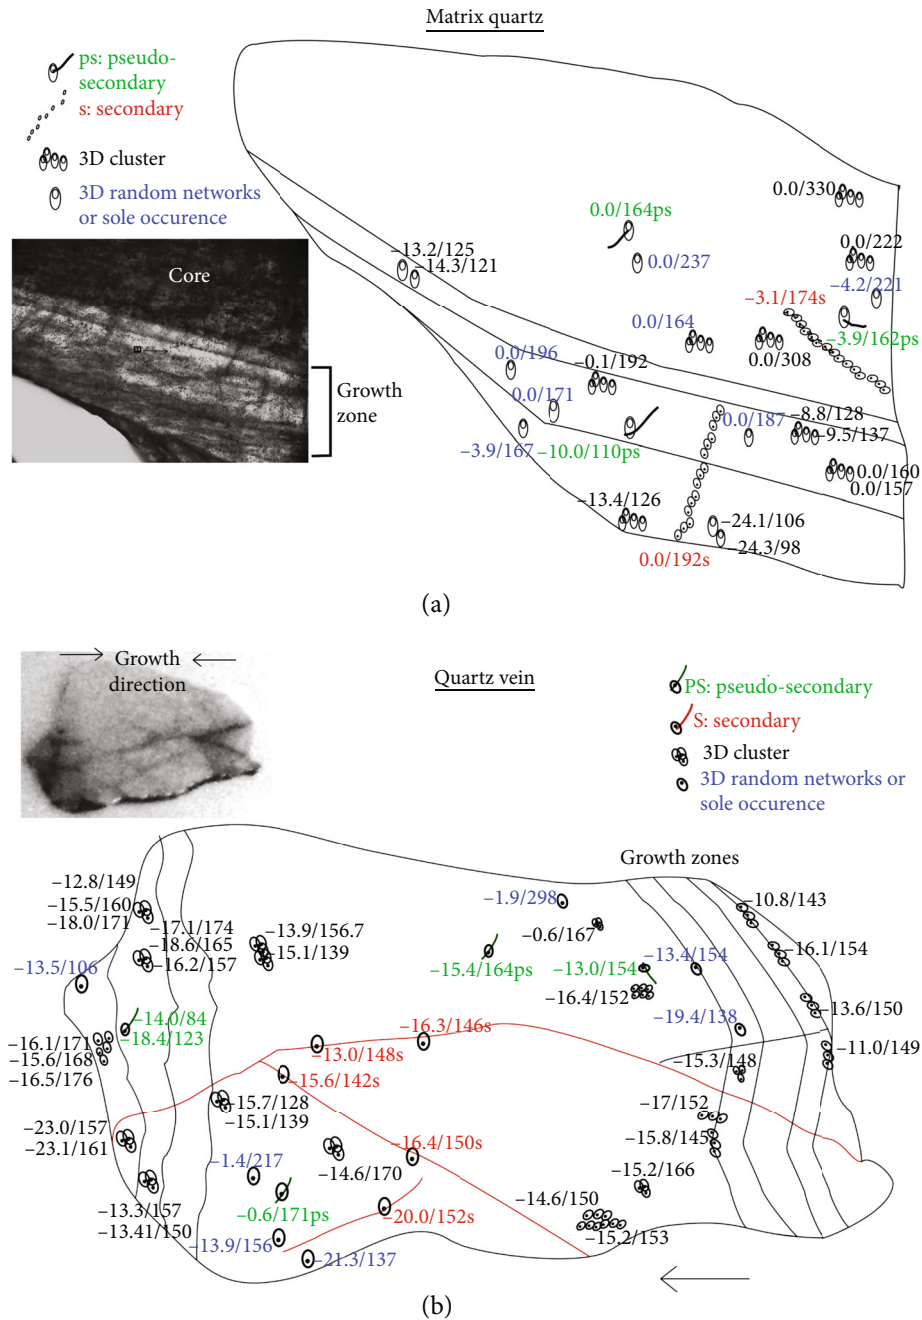 (a)
Matrix quartz
ps: pseudo-
secondary
s: secondary
3D cluster
3D random networks
or sole occurence
Core
Growth
zone
0.0/330
0.0/164ps
0.0/222
−13.2/125
−14.3/121
0.0/237
−4.2/221
−3.1/174s
0.0/164
−3.9/162ps
0.0/308
0.0/196
−0.1/192
0.0/171
0.0/187
−8.8/128
−9.5/137
−3.9/167
−10.0/110ps
0.0/160
0.0/157
−13.4/126
−24.1/106
−24.3/98
0.0/192s
(a)
Growth
direction
Quartz vein
PS: pseudo-secondary
S: secondary
3D cluster
3D random networks or
sole occurence
Growth zones
−12.8/149
−15.5/160
−18.0/171
−17.1/174
−18.6/165
−16.2/157
−13.9/156.7
−15.1/139
−1.9/298
−0.6/167
−10.8/143
−13.5/106
−15.4/164ps
−13.0/154
−13.4/154
−16.1/154
−16.4/152
−14.0/84
−18.4/123
−19.4/138
−13.6/150
−16.1/171
−15.6/168
−16.5/176
−16.3/146s
−13.0/148s
−11.0/149
−15.3/148
−15.6/142s
−15.7/128
−15.1/139
−17/152
−23.0/157
−23.1/161
−16.4/150s
−15.8/145
−1.4/217
−14.6/170
−15.2/166
−13.3/157
−13.41/150
−0.6/171ps
−20.0/152s
−14.6/150
−15.2/153
−13.9/156
−21.3/137
(b)